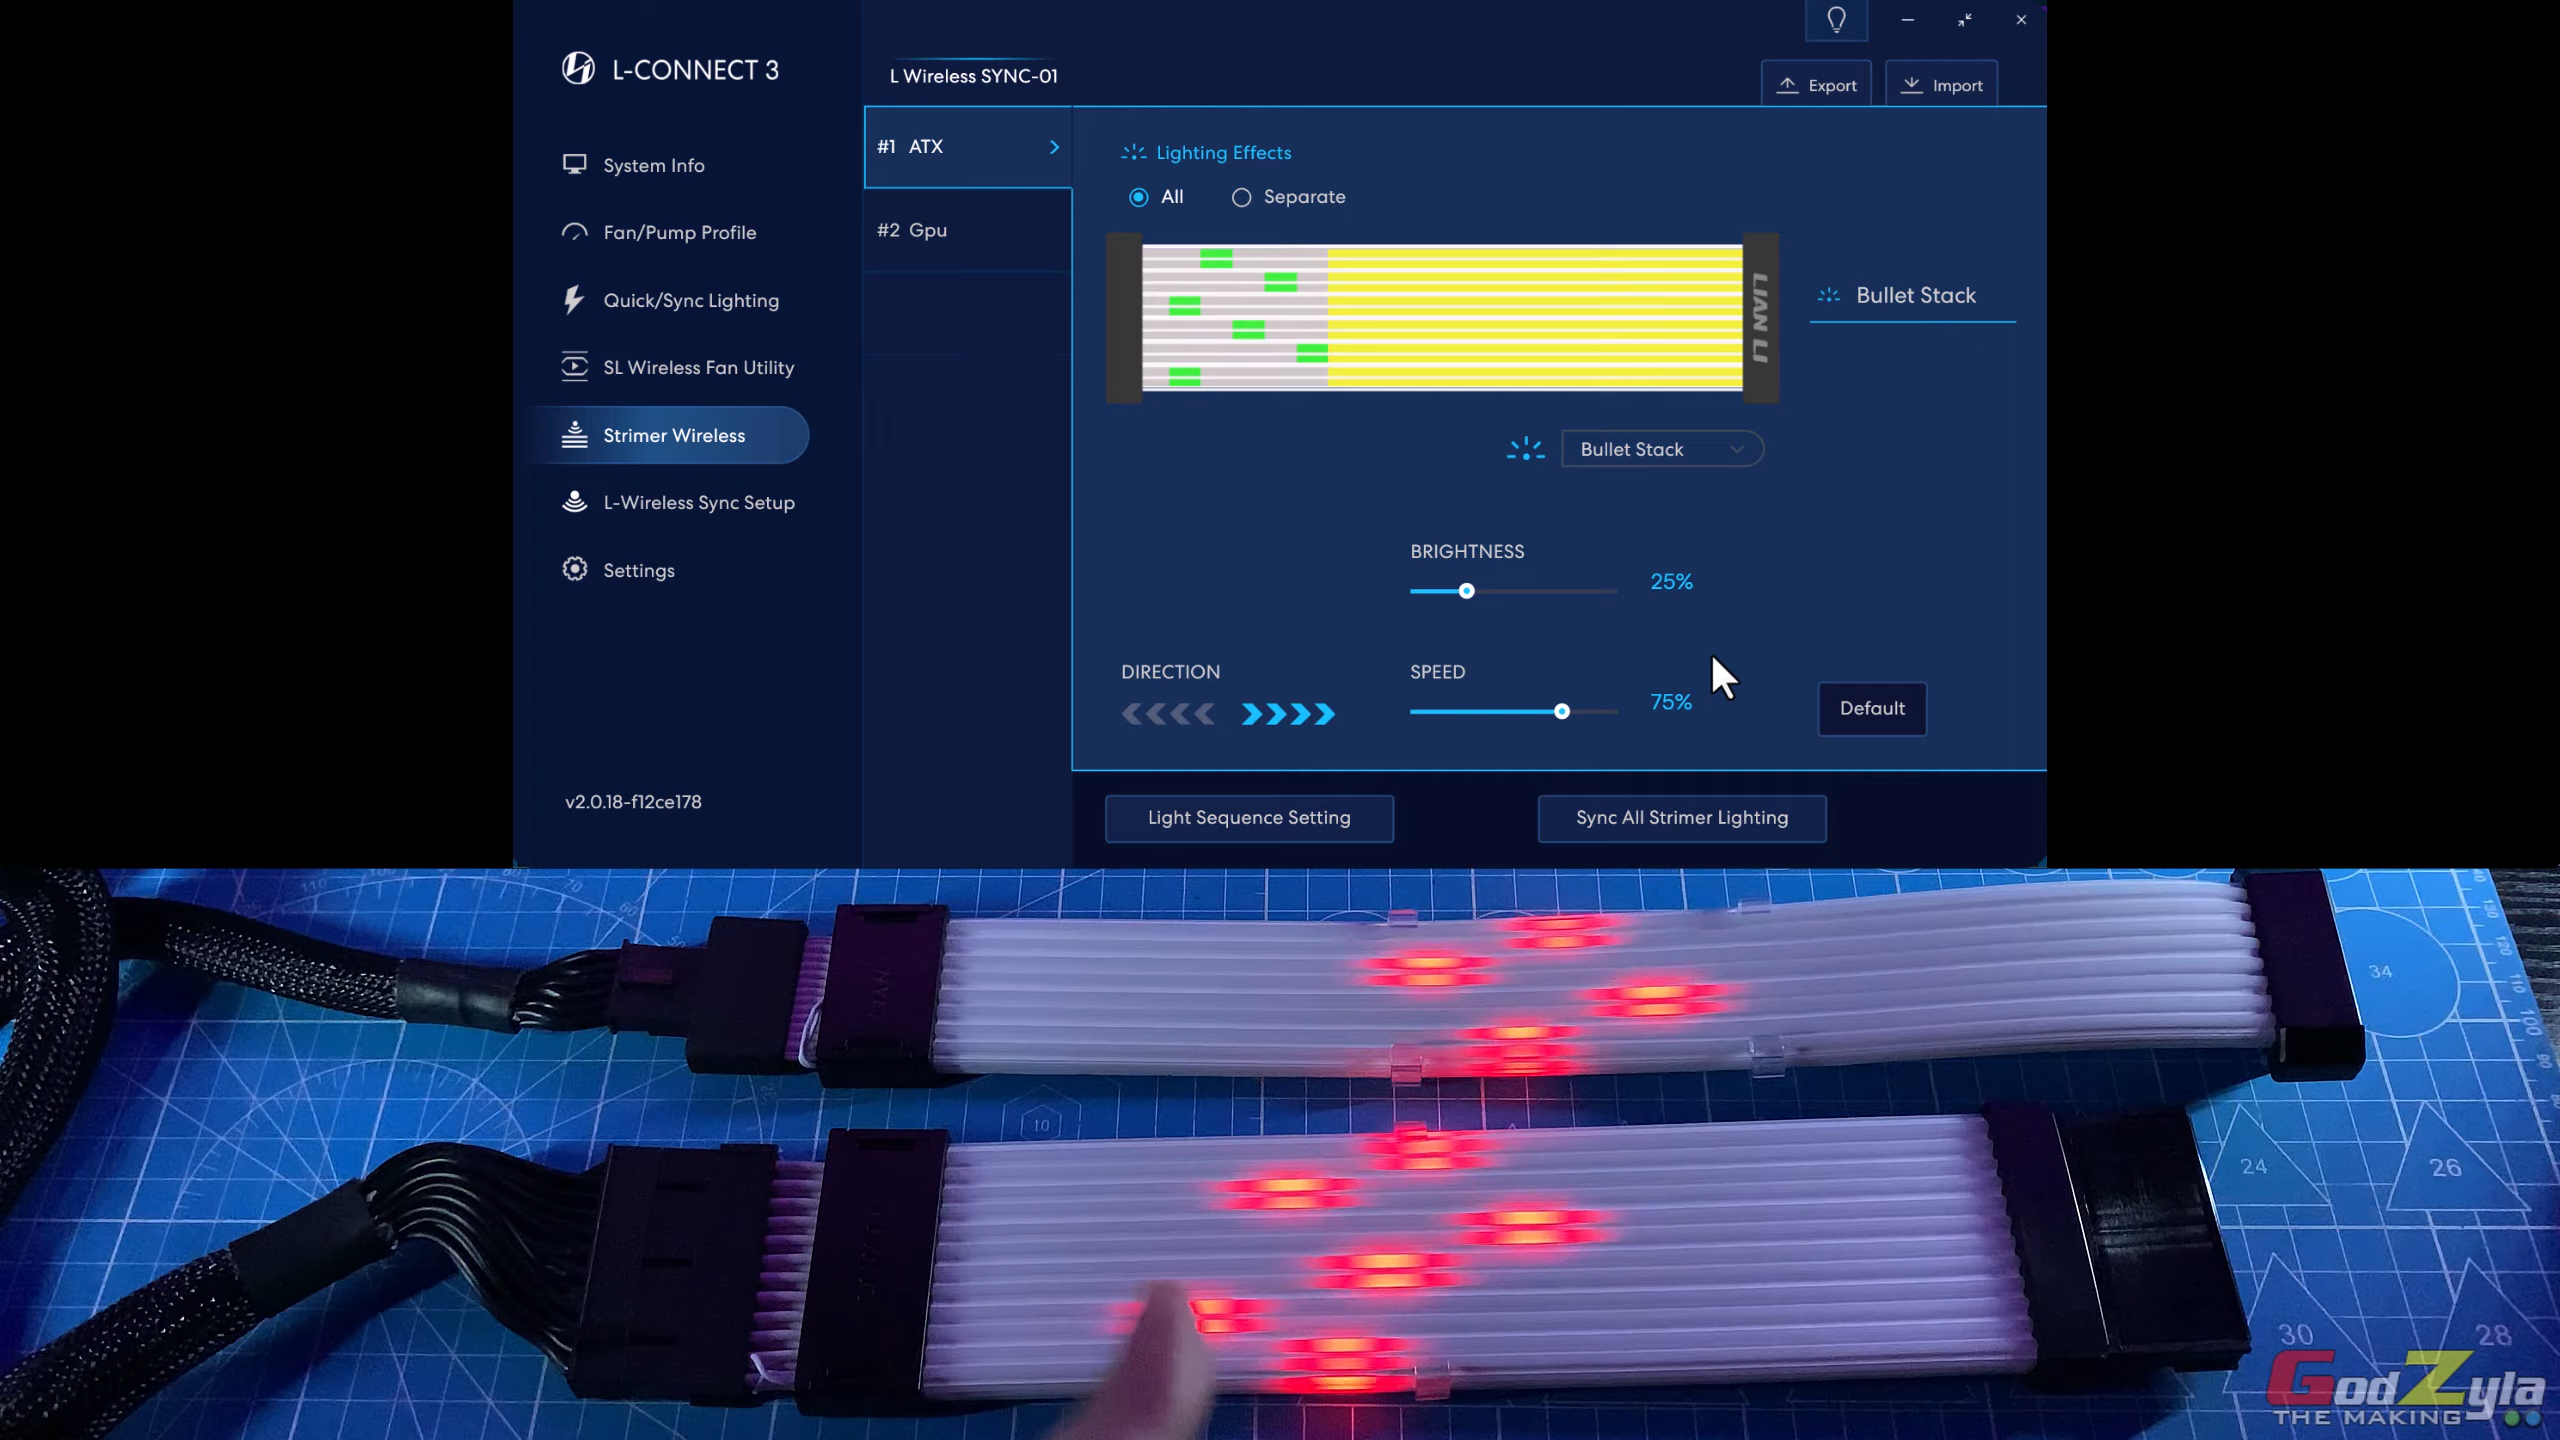 L-CONNECT 3
L Wireless SYNC-01
Export
Import
System Info
Fan/Pump Profile
Quick/Sync Lighting
SL Wireless Fan Utility
Strimer Wireless
L-Wireless Sync Setup
Settings
v2.0.18-f12ce178
#1 ATX
#2 Gpu
Lighting Effects
All
Separate
LIAN LI
Bullet Stack
Bullet Stack
BRIGHTNESS
25%
DIRECTION
SPEED
75%
Default
Light Sequence Setting
Sync All Strimer Lighting
34
10
24
26
30
28
GodZyla
THE MAKING